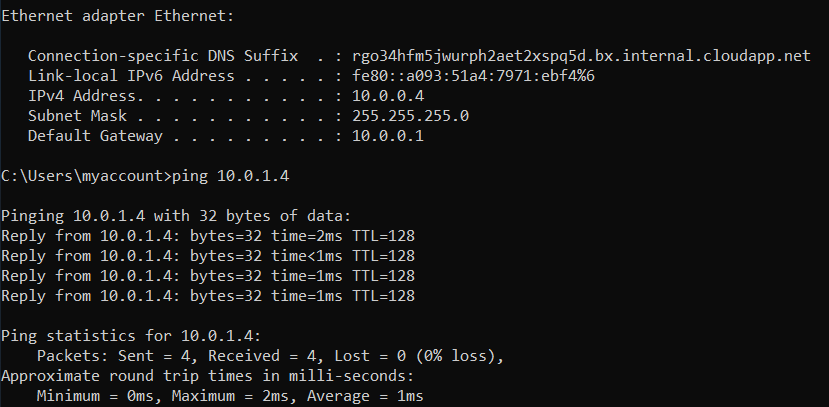 Ethernet adapter Ethernet:
Connection-specific DNS Suffix  . : rgo34hfm5jwurph2aet2xspq5d.bx.internal.cloudapp.net
Link-local IPv6 Address . . . . . : fe80::a093:51a4:7971:ebf4%6
IPv4 Address. . . . . . . . . . . : 10.0.0.4
Subnet Mask . . . . . . . . . . . : 255.255.255.0
Default Gateway . . . . . . . . . : 10.0.0.1
C:\Users\myaccount>ping 10.0.1.4
Pinging 10.0.1.4 with 32 bytes of data:
Reply from 10.0.1.4: bytes=32 time=2ms TTL=128
Reply from 10.0.1.4: bytes=32 time<1ms TTL=128
Reply from 10.0.1.4: bytes=32 time=1ms TTL=128
Reply from 10.0.1.4: bytes=32 time=1ms TTL=128
Ping statistics for 10.0.1.4:
Packets: Sent = 4, Received = 4, Lost = 0 (0% loss),
Approximate round trip times in milli-seconds:
Minimum = 0ms, Maximum = 2ms, Average = 1ms